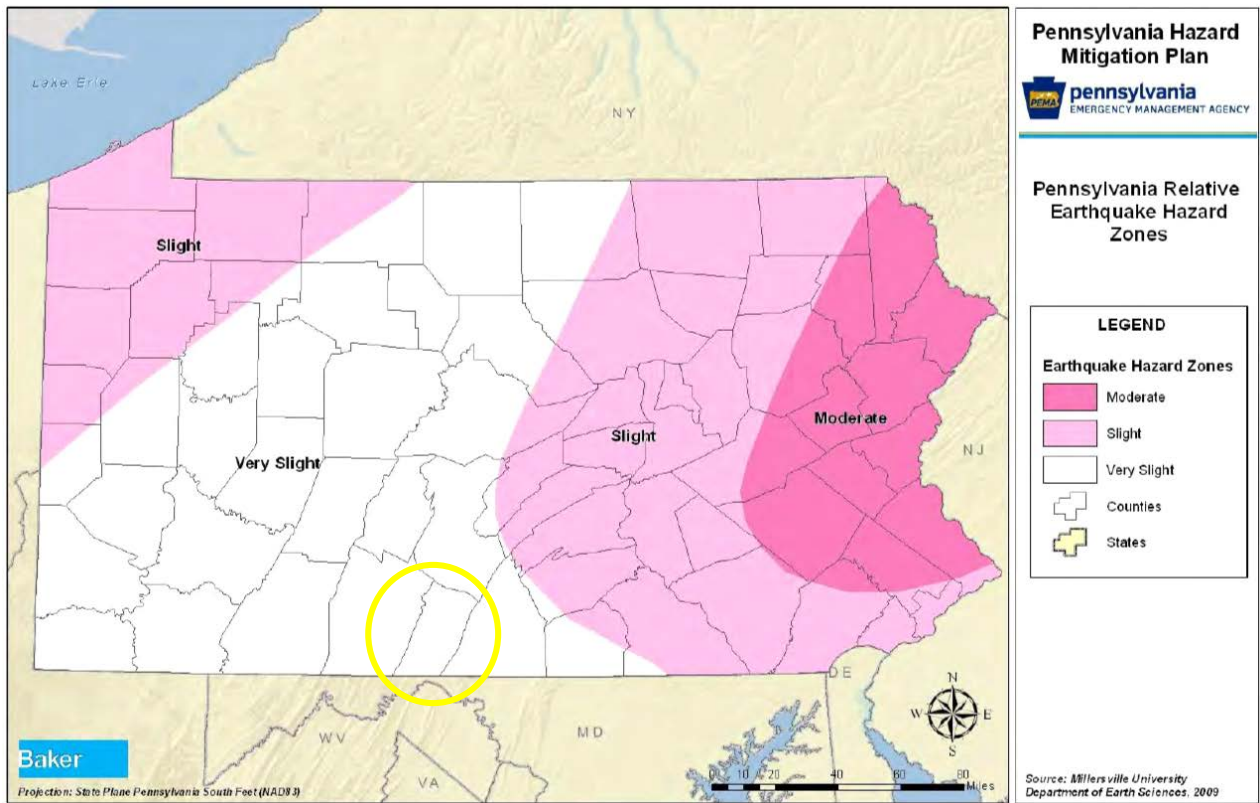 Lake Erie
NY
Slight
Moderate
Slight
Very Slight
NJ
DE
MD
WV
VA
N
W
E
S
0 10 20 40 60 80
Miles
Baker
Projection: State Plane Pennsylvania South Feet (NAD83)
Pennsylvania Hazard
Mitigation Plan
PEMA
pennsylvania
EMERGENCY MANAGEMENT AGENCY
Pennsylvania Relative
Earthquake Hazard
Zones
LEGEND
Earthquake Hazard Zones
Moderate
Slight
Very Slight
Counties
States
Source: Millersville University
Department of Earth Sciences, 2009